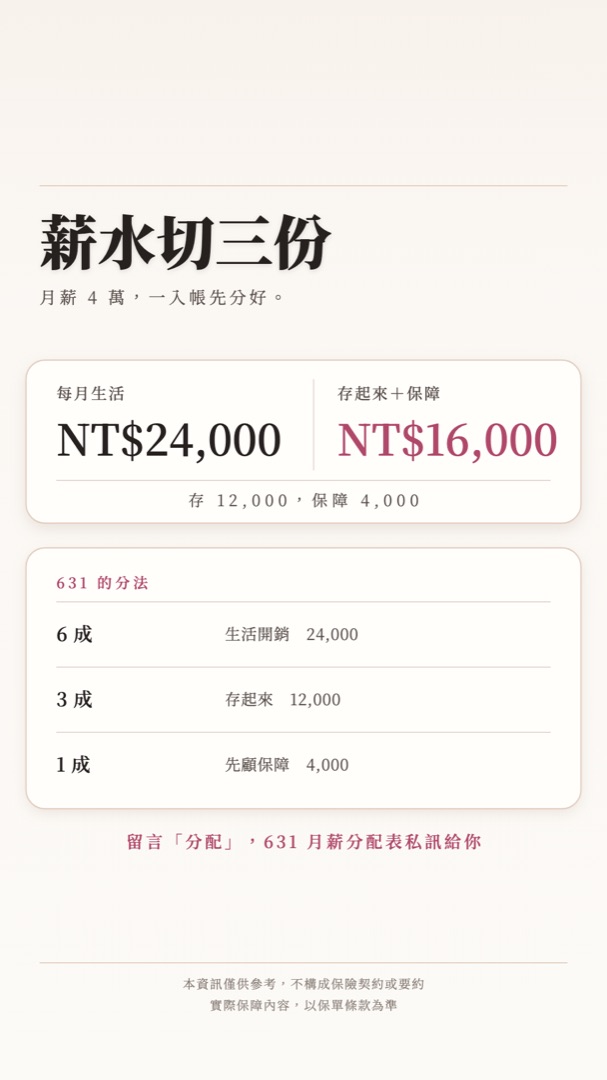 薪水切三份
月薪 4 萬，一入帳先分好。
每月生活
NT$24,000
存起來＋保障
NT$16,000
存 12,000，保障 4,000
631 的分法
6 成 生活開銷 24,000
3 成 存起來 12,000
1 成 先顧保障 4,000
留言「分配」，631 月薪分配表私訊給你
本資訊僅供參考，不構成保險契約或要約
實際保障內容，以保單條款為準